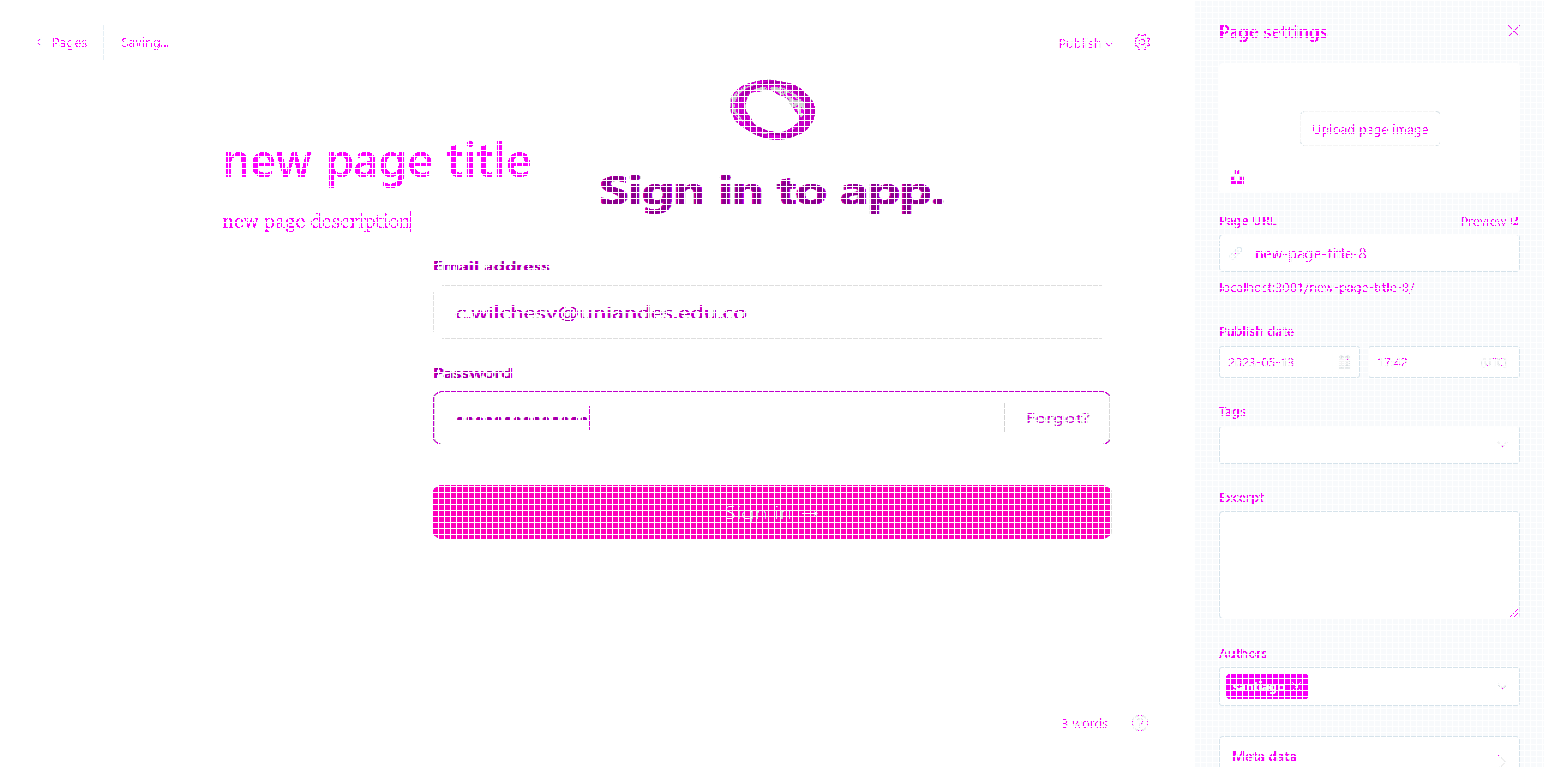 Pages
Saving...
Publish
new page title
new page description
Sign in to app.
Email address
c.wilchesv@uniandes.edu.co
Password
Forgot?
Sign in →
3 words
Page settings
Upload page image
Page URL
Preview
new-page-title-8
localhost:3001/new-page-title-8/
Publish date
2023-05-19
17:42
UTC
Tags
Excerpt
Authors
Meta data